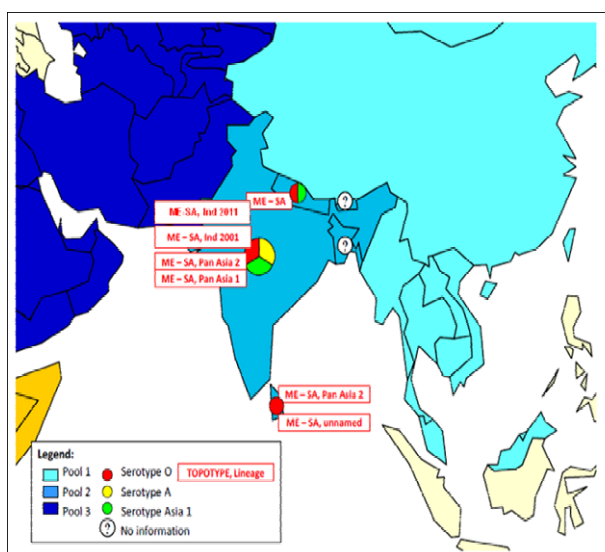 ME-SA, Ind 2011
ME – SA
?
ME – SA, Ind 2001
?
ME – SA, Pan Asia 2
ME – SA, Pan Asia 1
ME – SA, Pan Asia 2
ME – SA, unnamed
Legend:
Pool 1
Serotype O
TOPOTYPE, Lineage
Pool 2
Serotype A
Pool 3
Serotype Asia 1
? No information